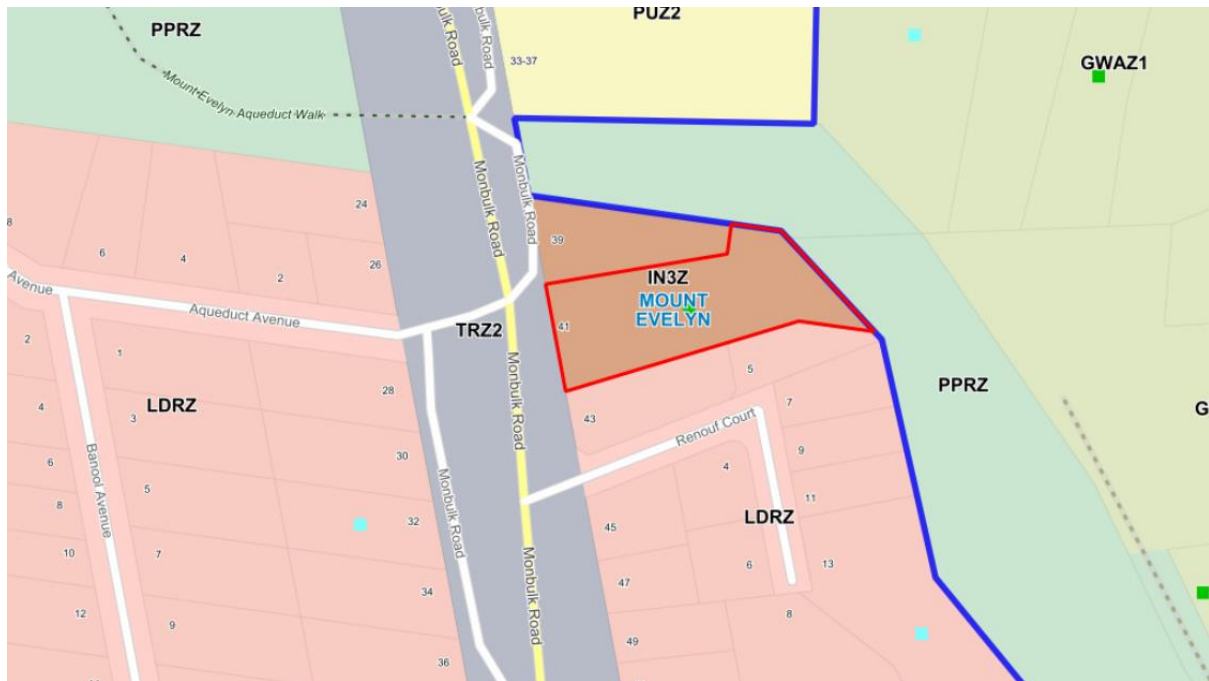 PPRZ
Monbulk Road
Monbulk Road
PUZ2
33-37
GWAZ1
Mount Evelyn Aqueduct Walk
Monbulk Road
Monbulk Road
24
8
6
4
2
26
39
IN3Z
MOUNT
EVELYN
41
Avenue
Aqueduct Avenue
TRZ2
2
1
28
Monbulk Road
5
PPRZ
LDRZ
43
7
Renouf Court
G
4
3
30
9
4
6
Banool Avenue
5
11
8
32
Monbulk Road
45
LDRZ
10
7
Monbulk Road
47
6
13
34
12
9
8
49
36